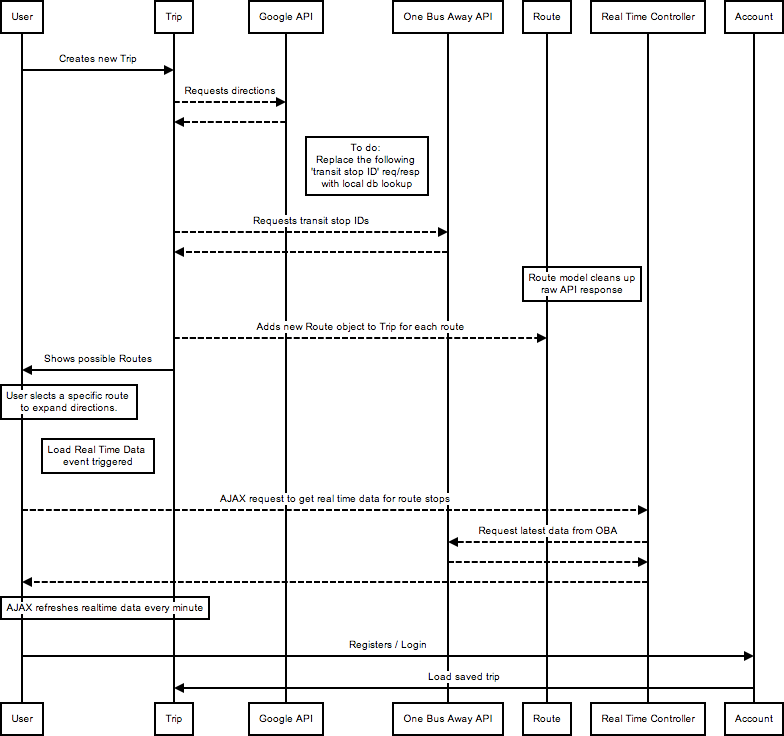 User
Trip
Google API
One Bus Away API
Route
Real Time Controller
Account
Creates new Trip
Requests directions
To do:
Replace the following
'transit stop ID' req/resp
with local db lookup
Requests transit stop IDs
Route model cleans up
raw API response
Adds new Route object to Trip for each route
Shows possible Routes
User slects a specific route
to expand directions.
Load Real Time Data
event triggered
AJAX request to get real time data for route stops
Request latest data from OBA
AJAX refreshes realtime data every minute
Registers / Login
Load saved trip
User
Trip
Google API
One Bus Away API
Route
Real Time Controller
Account